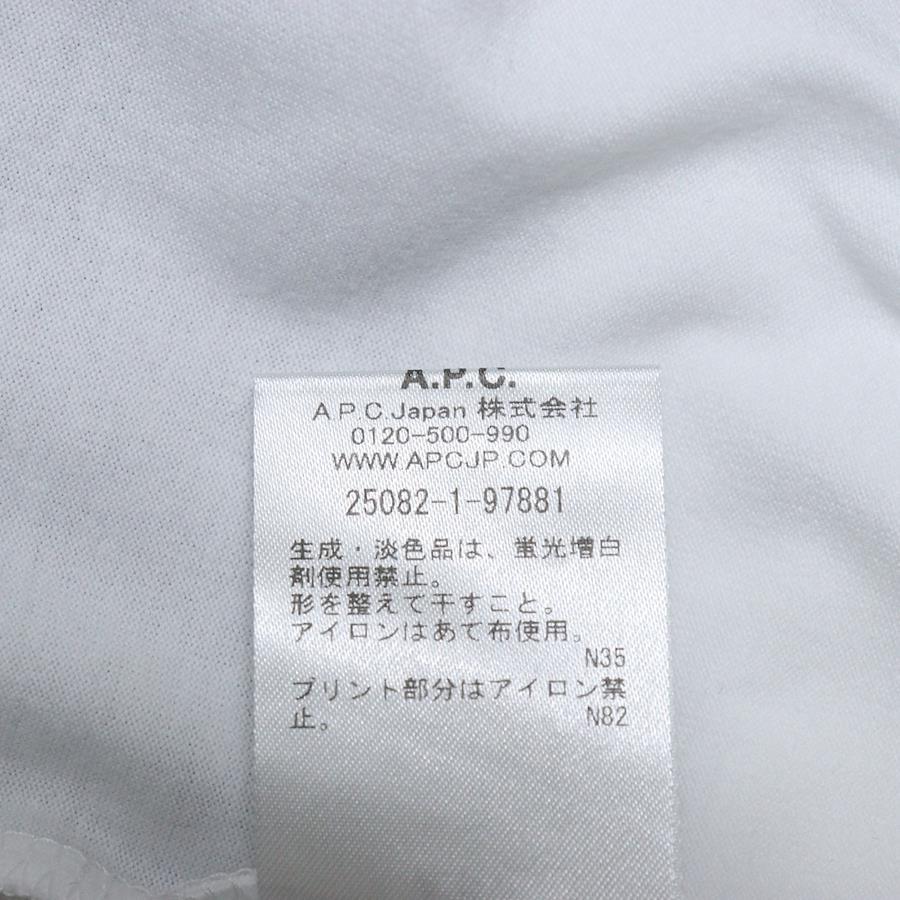 A.P.C.
A P C Japan 株式会社
0120-500-990
WWW.APCJP.COM
25082-1-97881
生成・淡色品は、蛍光増白
剤使用禁止。
形を整えて干すこと。
アイロンはあて布使用。
N35
プリント部分はアイロン禁
止。 N82